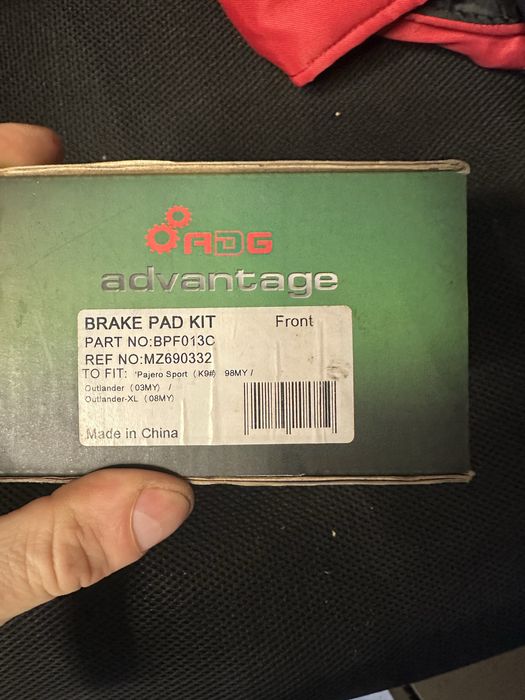 ADG
advantage
BRAKE PAD KIT Front
PART NO:BPF013C
REF NO:MZ690332
TO FIT: 'Pajero Sport (K9#) 98MY /
Outlander (03MY) /
Outlander-XL (08MY)
Made in China